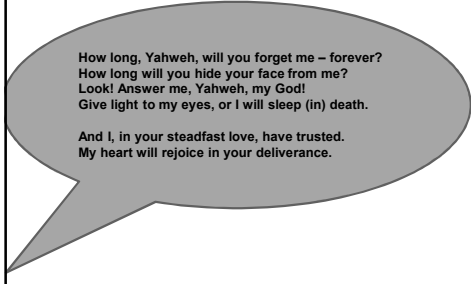 How long, Yahweh, will you forget me – forever?
How long will you hide your face from me?
Look! Answer me, Yahweh, my God!
Give light to my eyes, or I will sleep (in) death.
And I, in your steadfast love, have trusted.
My heart will rejoice in your deliverance.